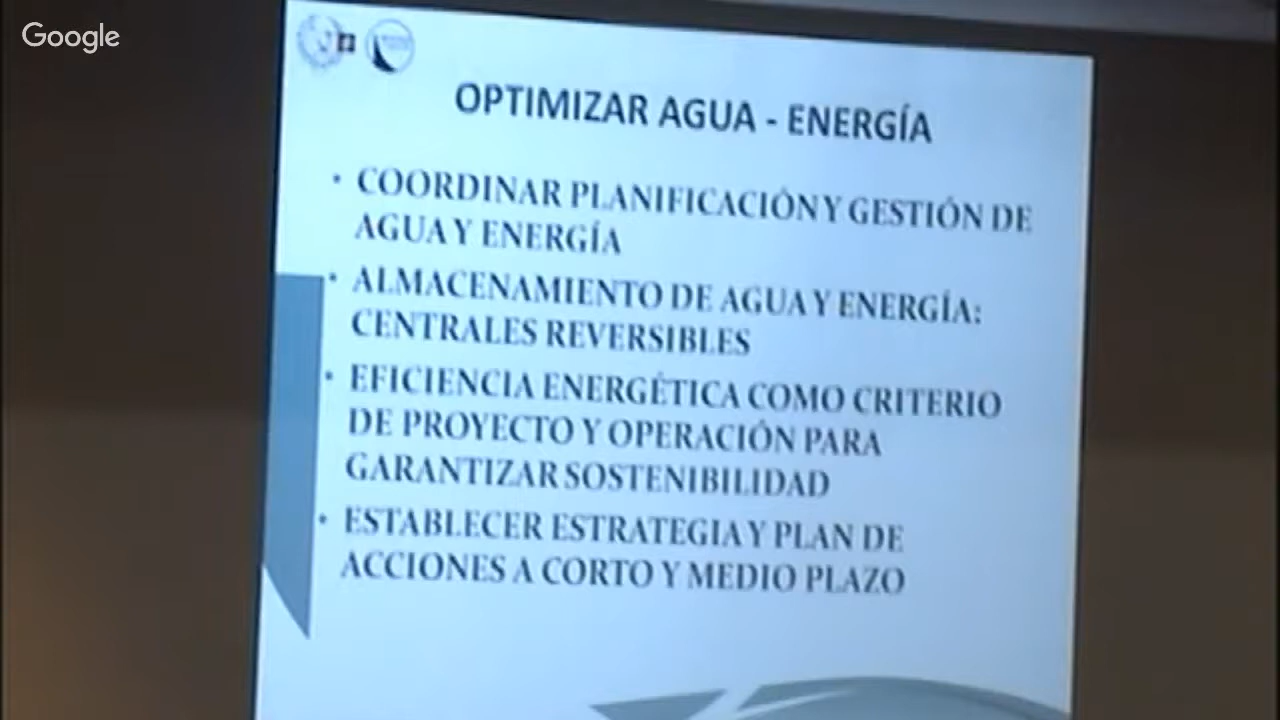 Google
OPTIMIZAR AGUA - ENERGÍA
• COORDINAR PLANIFICACIÓN Y GESTIÓN DE
AGUA Y ENERGÍA
• ALMACENAMIENTO DE AGUA Y ENERGÍA:
CENTRALES REVERSIBLES
• EFICIENCIA ENERGÉTICA COMO CRITERIO
DE PROYECTO Y OPERACIÓN PARA
GARANTIZAR SOSTENIBILIDAD
• ESTABLECER ESTRATEGIA Y PLAN DE
ACCIONES A CORTO Y MEDIO PLAZO